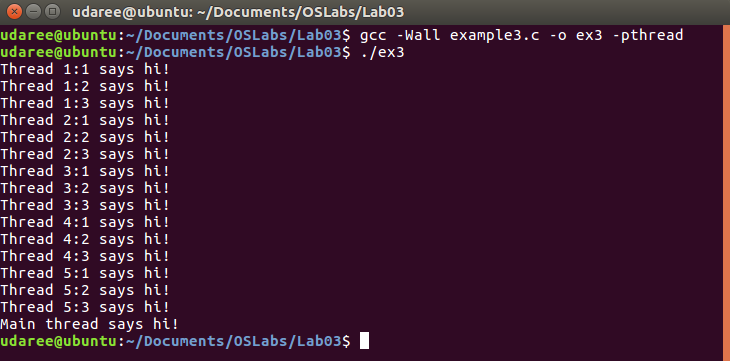 udaree@ubuntu: ~/Documents/OSLabs/Lab03
udaree@ubuntu:~/Documents/OSLabs/Lab03$ gcc -Wall example3.c -o ex3 -pthread
udaree@ubuntu:~/Documents/OSLabs/Lab03$ ./ex3
Thread 1:1 says hi!
Thread 1:2 says hi!
Thread 1:3 says hi!
Thread 2:1 says hi!
Thread 2:2 says hi!
Thread 2:3 says hi!
Thread 3:1 says hi!
Thread 3:2 says hi!
Thread 3:3 says hi!
Thread 4:1 says hi!
Thread 4:2 says hi!
Thread 4:3 says hi!
Thread 5:1 says hi!
Thread 5:2 says hi!
Thread 5:3 says hi!
Main thread says hi!
udaree@ubuntu:~/Documents/OSLabs/Lab03$